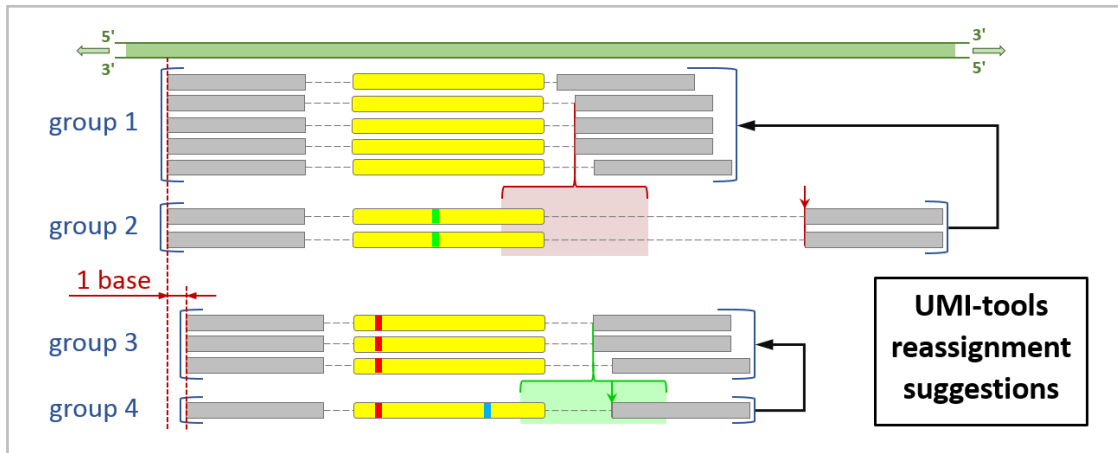 5'
3'
3'
5'
group 1
group 2
1 base
group 3
group 4
UMI-tools
reassignment
suggestions